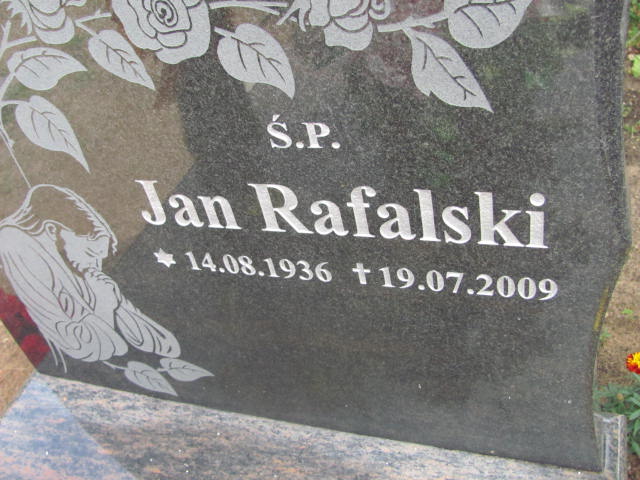 Ś.P.
Jan Rafalski
* 14.08.1936 † 19.07.2009